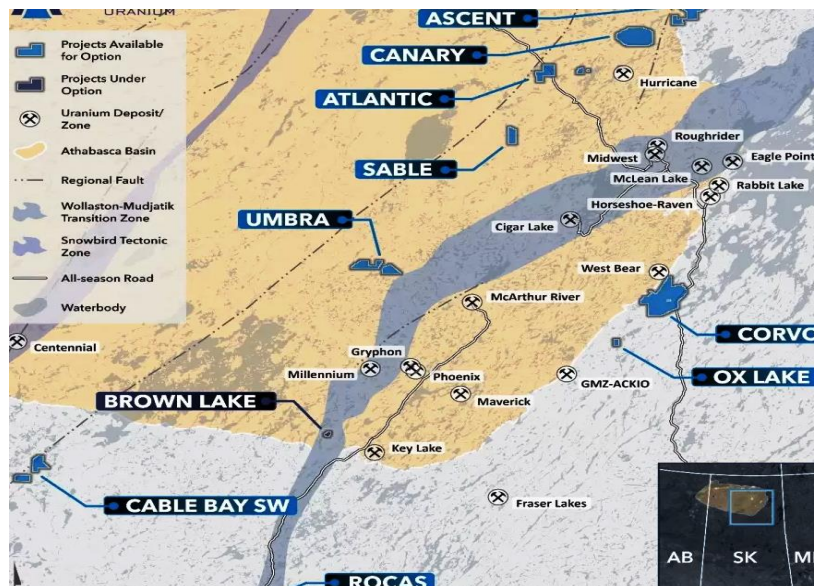 URANIUM
Projects Available
for Option
Projects Under
Option
Uranium Deposit/
Zone
Athabasca Basin
Regional Fault
Wollaston-Mudjatik
Transition Zone
Snowbird Tectonic
Zone
All-season Road
Waterbody
ASCENT
CANARY
Hurricane
ATLANTIC
Roughrider
Midwest
Eagle Point
SABLE
McLean Lake
Rabbit Lake
Horseshoe-Raven
UMBRA
Cigar Lake
West Bear
McArthur River
CORVO
Centennial
Gryphon
Millennium
Phoenix
OX LAKE
GMZ-ACKIO
BROWN LAKE
Maverick
Key Lake
CABLE BAY SW
Fraser Lakes
AB
SK
ROCAS